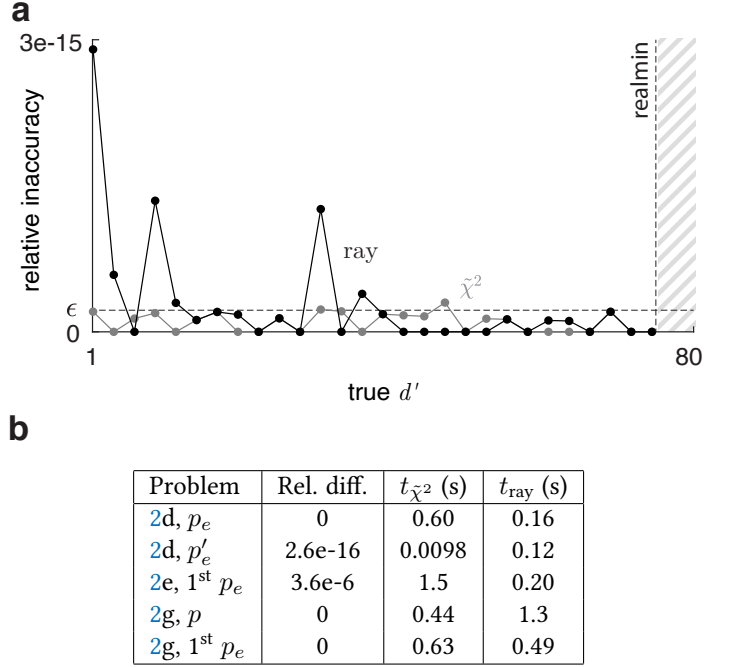 a
3e-15
relative inaccuracy
realmin
ray
χ̃²
ϵ
0
1
80
true d′
b
Problem Rel. diff. t_χ̃² (s) t_ray (s)
2d, p_e 0 0.60 0.16
2d, p′_e 2.6e-16 0.0098 0.12
2e, 1st p_e 3.6e-6 1.5 0.20
2g, p 0 0.44 1.3
2g, 1st p_e 0 0.63 0.49